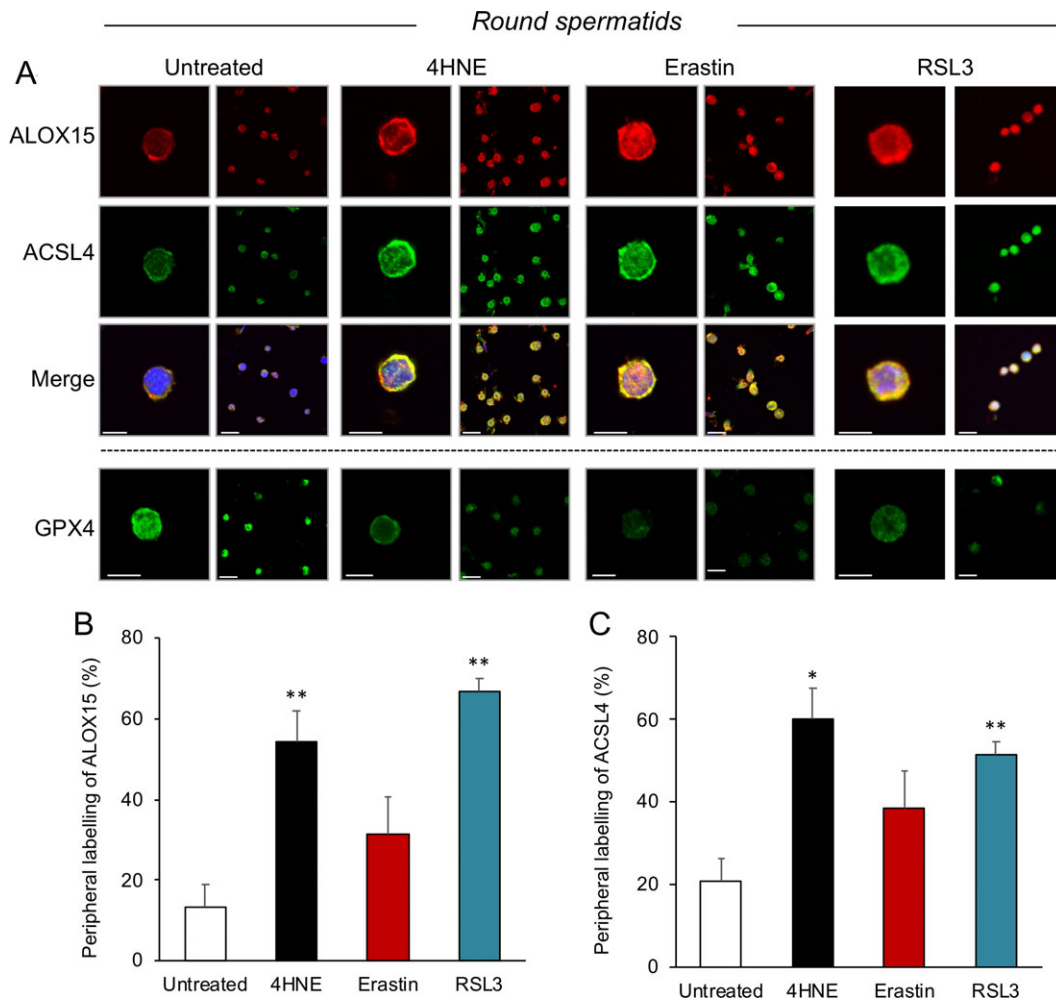 Round spermatids
A
Untreated 4HNE Erastin RSL3
ALOX15
ACSL4
Merge
GPX4
B
Peripheral labelling of ALOX15 (%)
80
60
40
20
0
**
**
Untreated 4HNE Erastin RSL3
C
Peripheral labelling of ACSL4 (%)
80
60
40
20
0
*
**
Untreated 4HNE Erastin RSL3